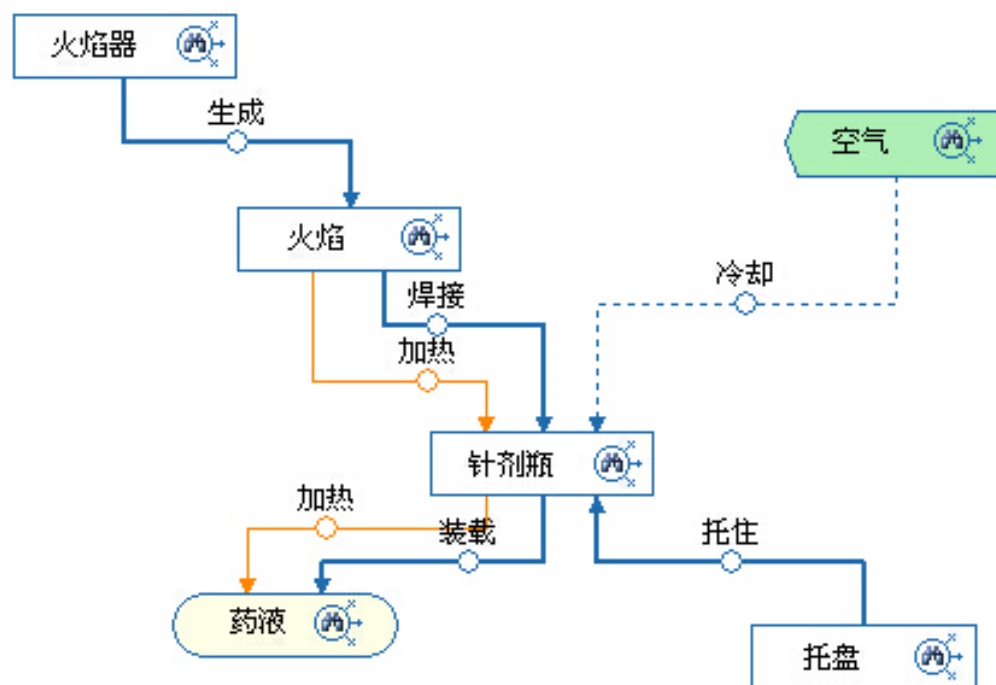 火焰器
生成
空气
火焰
冷却
焊接
加热
针剂瓶
加热
装载
托住
药液
托盘